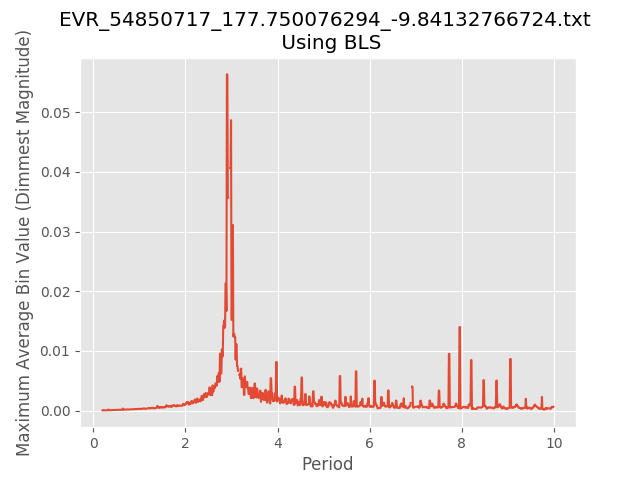 EVR_54850717_177.750076294_-9.84132766724.txt
Using BLS
Maximum Average Bin Value (Dimmest Magnitude)
0.05
0.04
0.03
0.02
0.01
0.00
0 2 4 6 8 10
Period